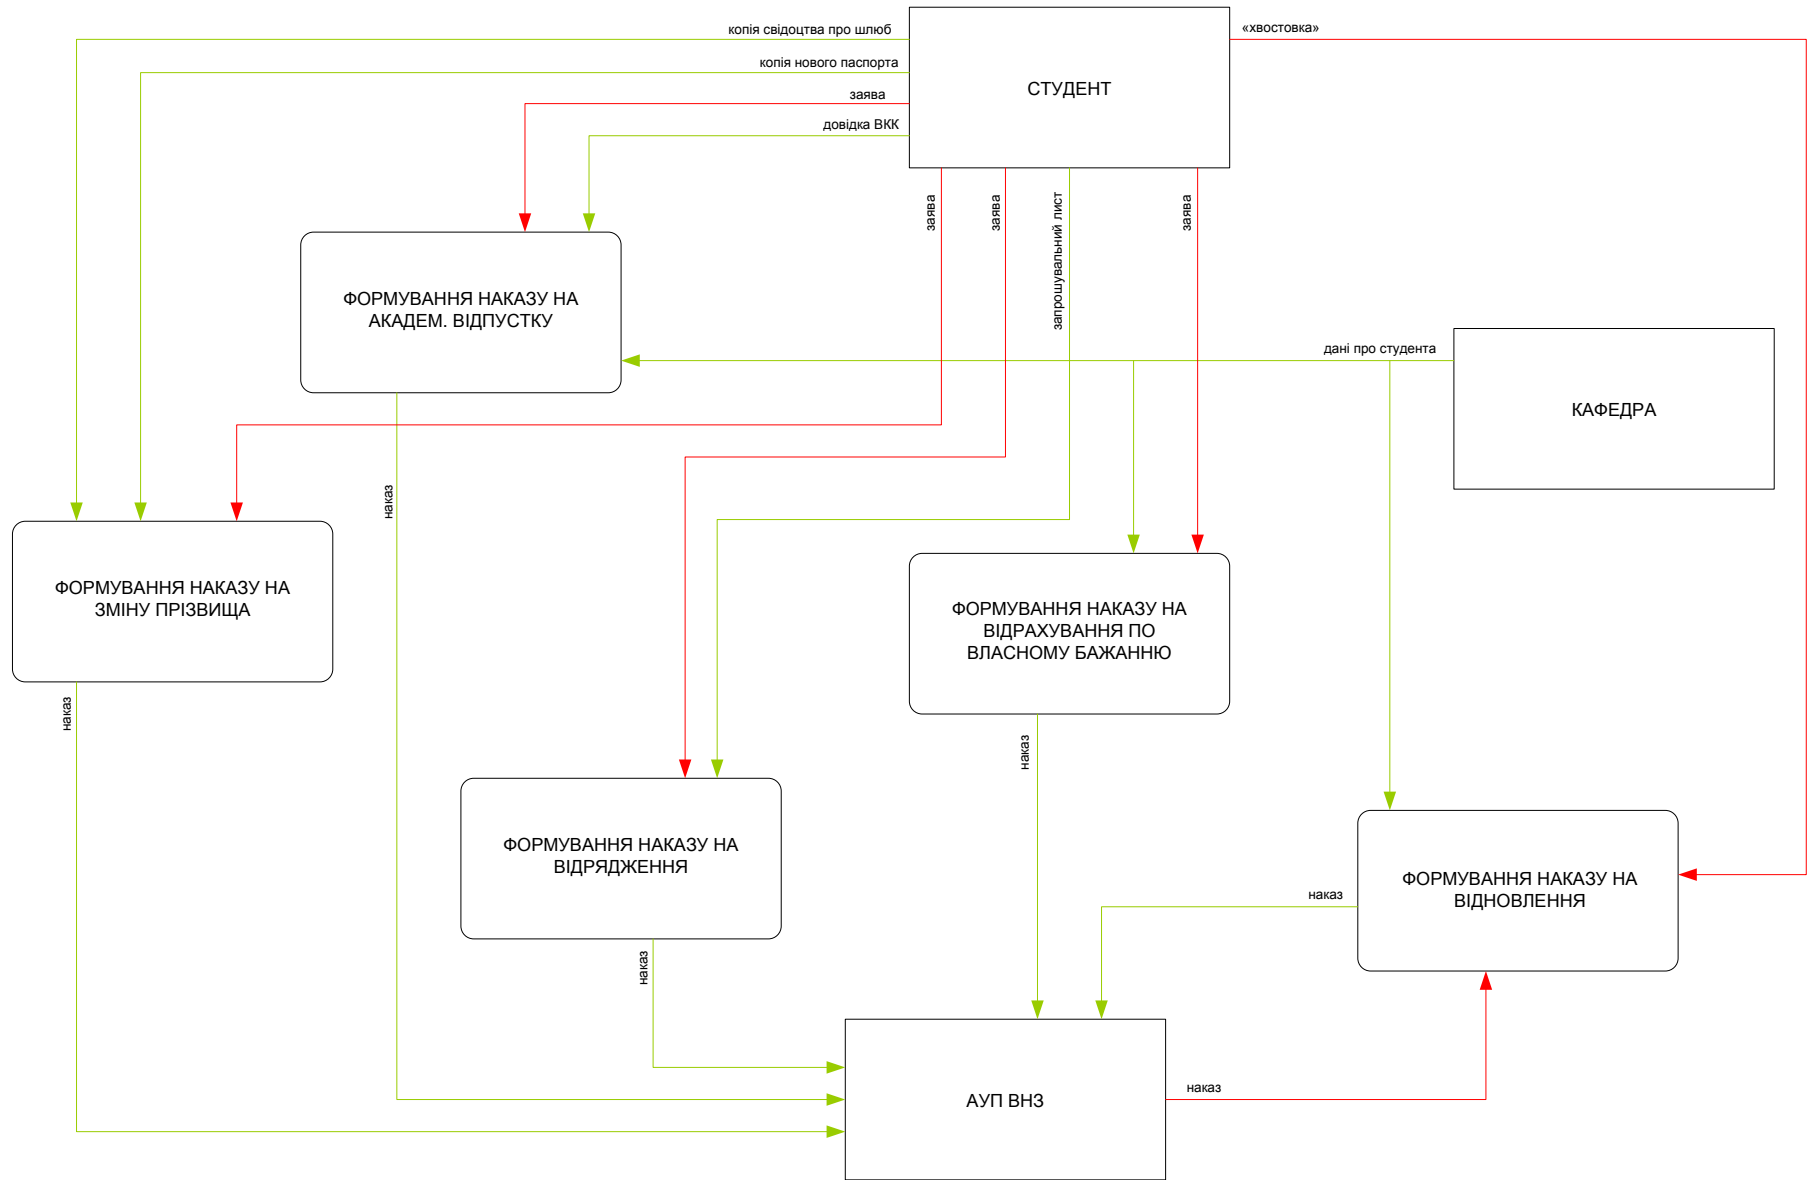 копія свідоцтва про шлюб
«хвостовка»
копія нового паспорта
СТУДЕНТ
заява
довідка ВКК
заява
заява
запрошувальний лист
заява
ФОРМУВАННЯ НАКАЗУ НА
АКАДЕМ. ВІДПУСТКУ
дані про студента
КАФЕДРА
наказ
ФОРМУВАННЯ НАКАЗУ НА
ЗМІНУ ПРІЗВИЩА
ФОРМУВАННЯ НАКАЗУ НА
ВІДРАХУВАННЯ ПО
ВЛАСНОМУ БАЖАННЮ
наказ
наказ
ФОРМУВАННЯ НАКАЗУ НА
ВІДРЯДЖЕННЯ
ФОРМУВАННЯ НАКАЗУ НА
ВІДНОВЛЕННЯ
наказ
наказ
наказ
АУП ВНЗ